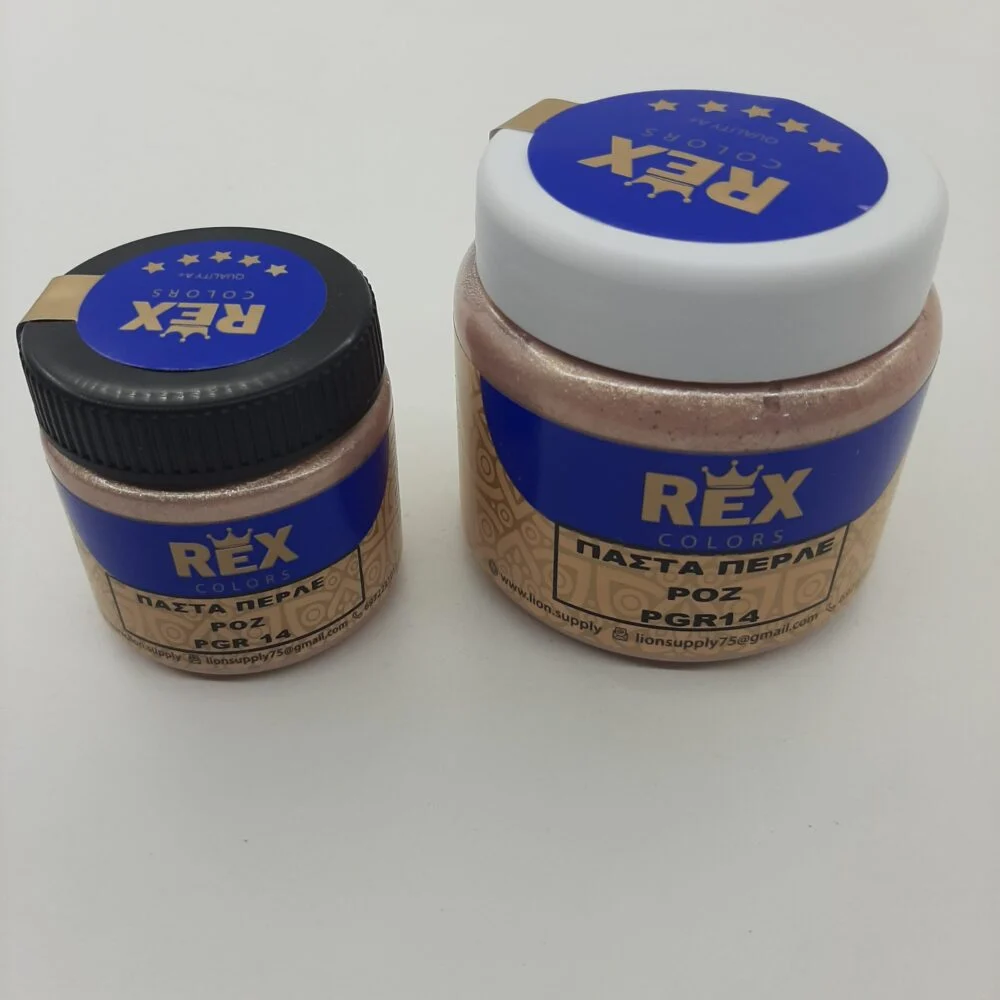 REX
COLORS
QUALITY A+
REX
COLORS
ΠΑΣΤΑ ΠΕΡΛΕ
ΡΟΖ
PGR 14
lionsupply75@gmail.com
REX
COLORS
QUALITY A+
REX
COLORS
ΠΑΣΤΑ ΠΕΡΛΕ
ΡΟΖ
PGR14
www.lion.supply lionsupply75@gmail.com